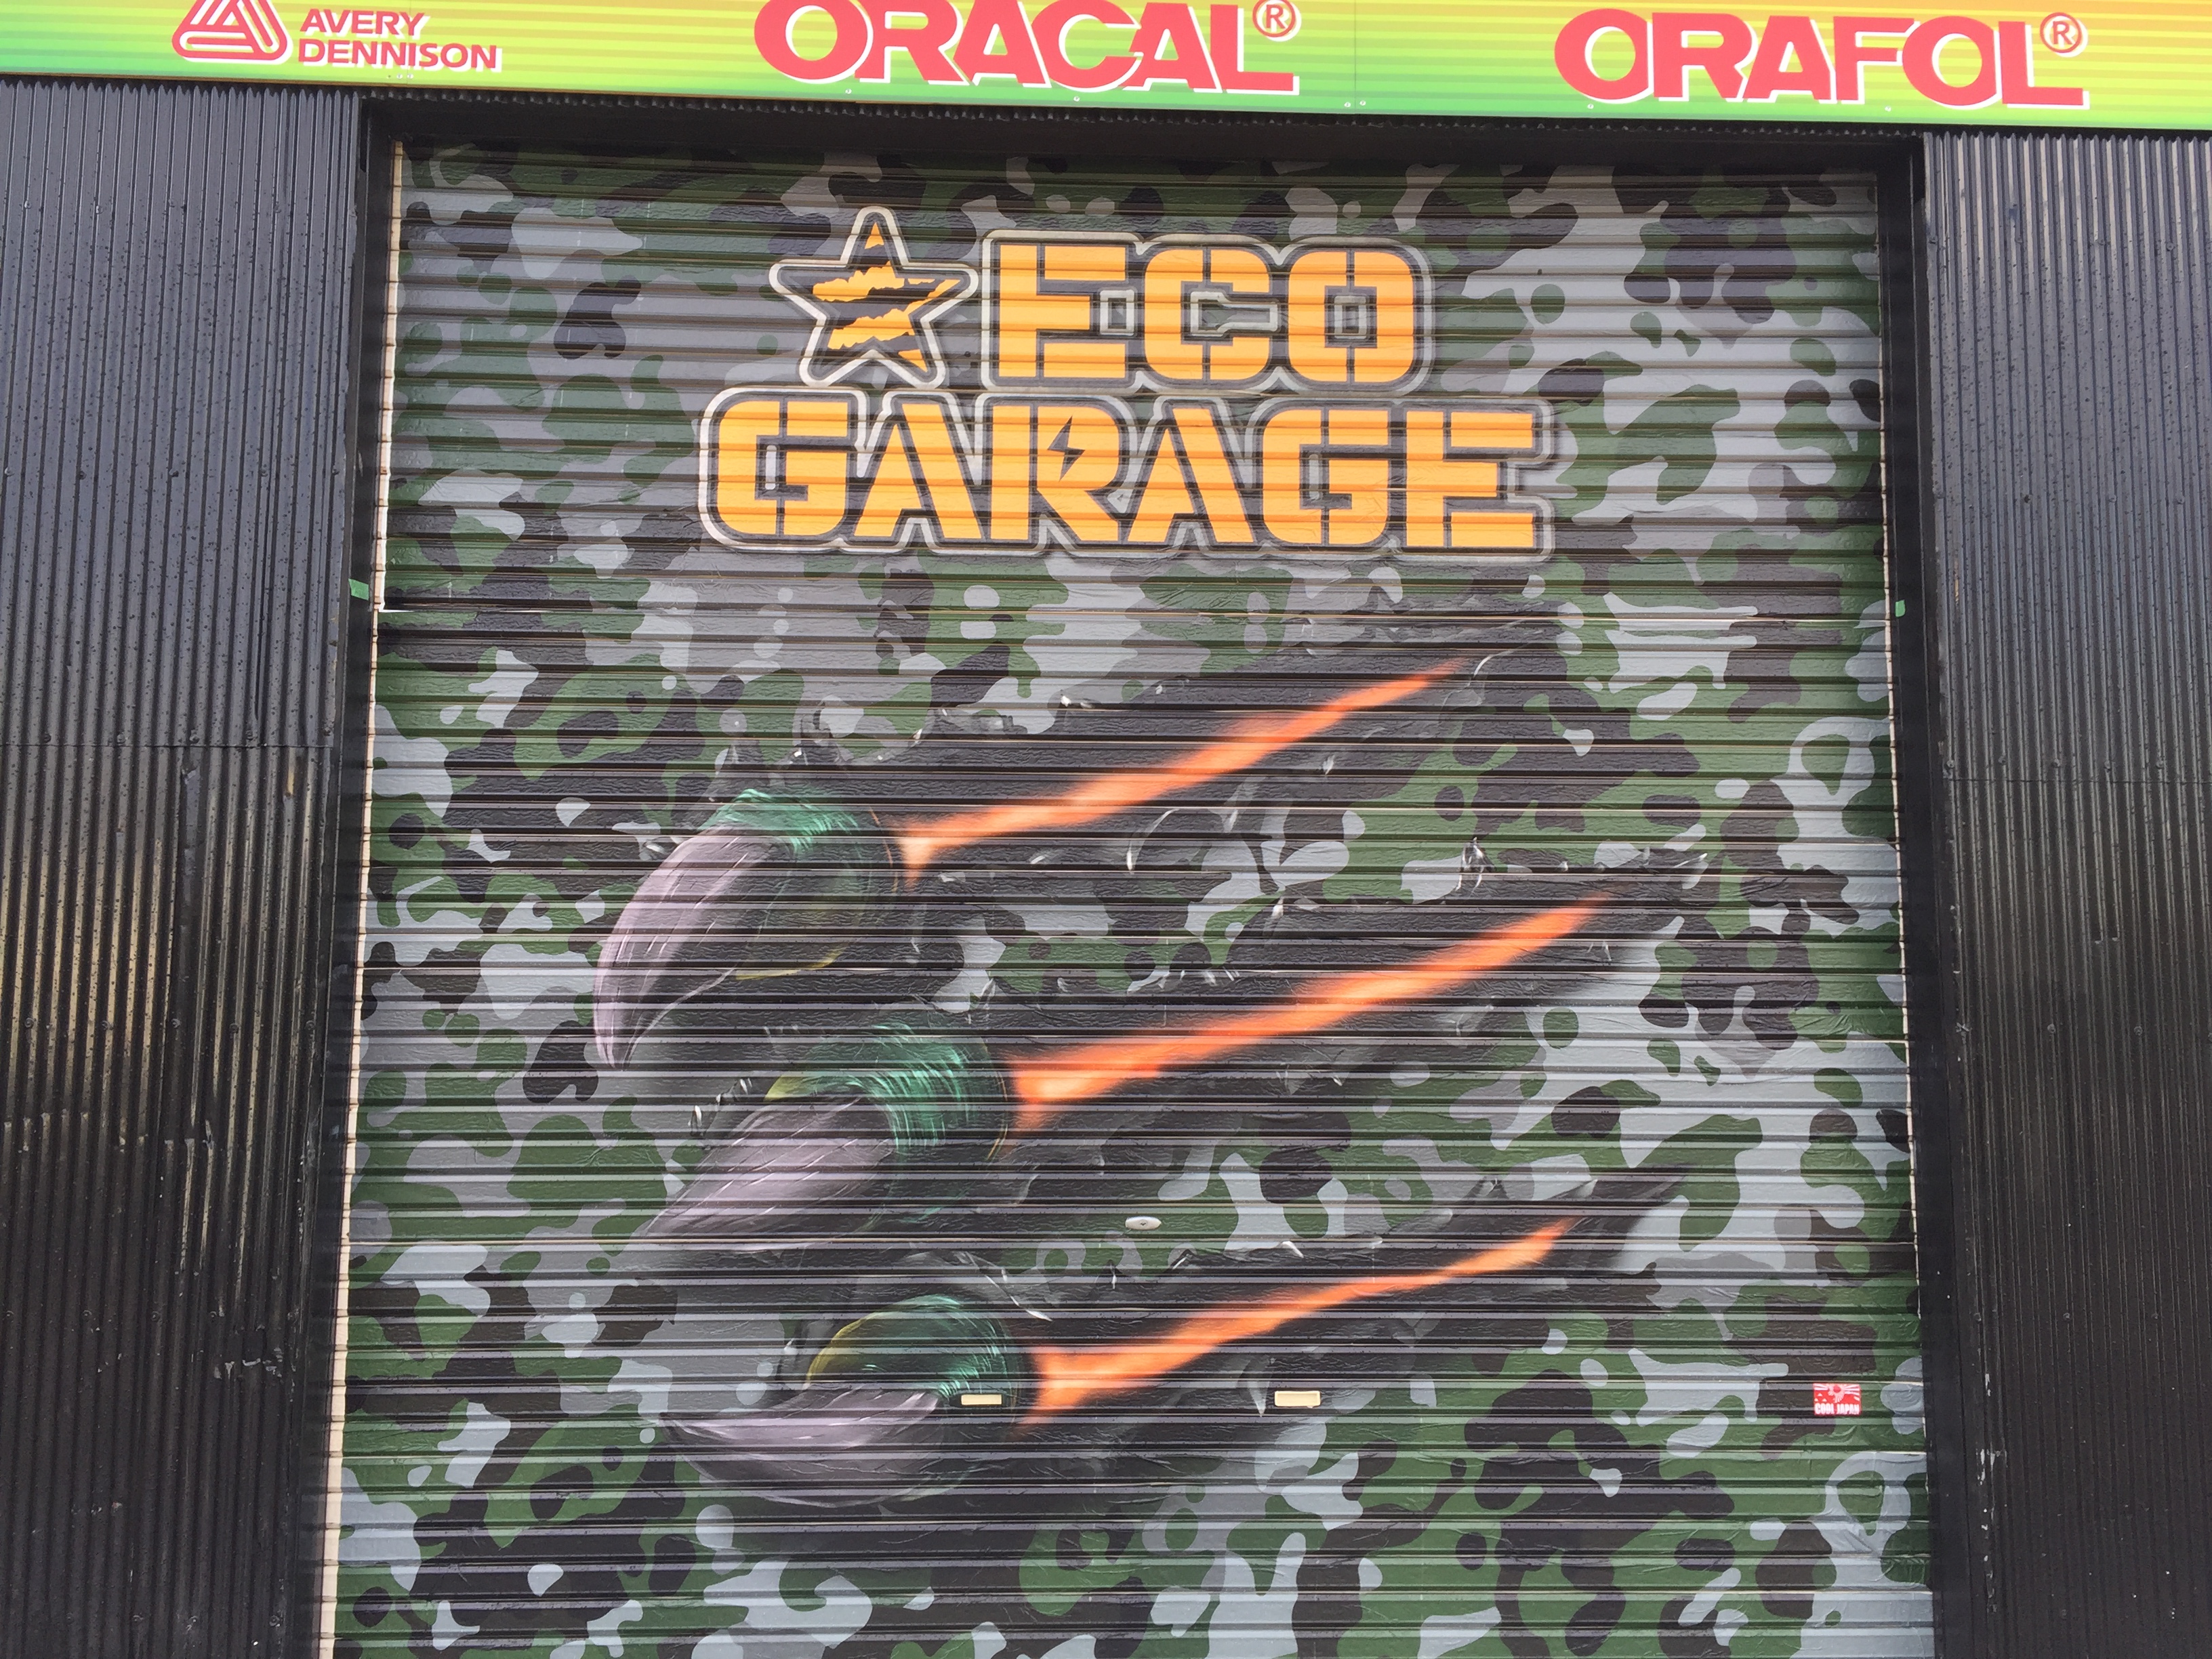 AVERY
DENNISON
ORACAL®
ORAFOL®
ECO
GARAGE
COOL JAPAN